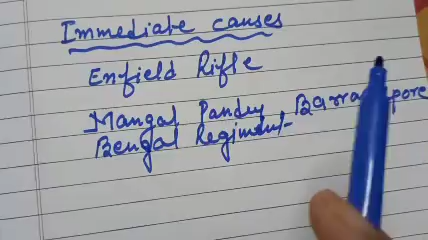 Immediate causes
Enfield Rifle
Mangal Pandey Barrackpore
Bengal Regiment